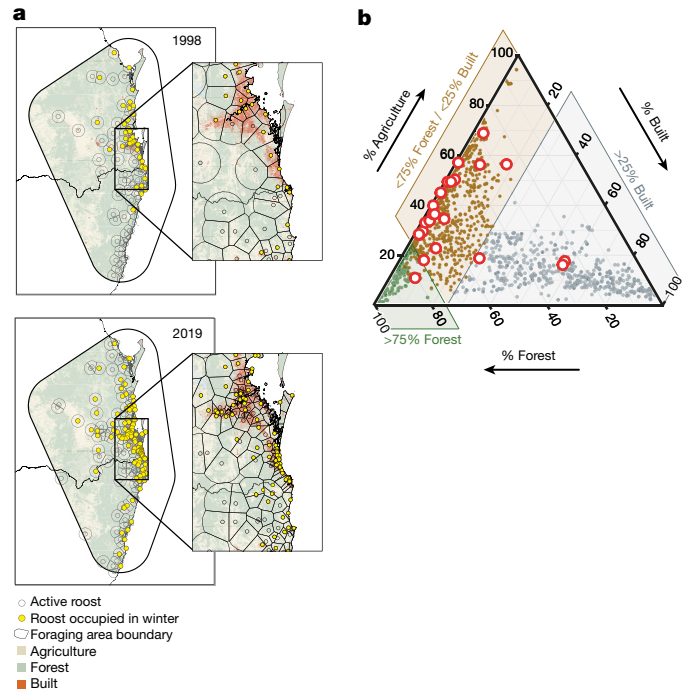 a
1998
2019
Active roost
Roost occupied in winter
Foraging area boundary
Agriculture
Forest
Built
b
% Agriculture
<75% Forest / <25% Built
% Built
>25% Built
100
80
60
40
20
20
40
60
80
100
100
80
60
40
20
>75% Forest
% Forest